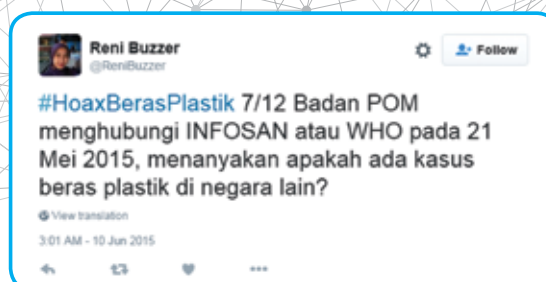 Reni Buzzer
@ReniBuzzer
Follow
#HoaxBerasPlastik 7/12 Badan POM
menghubungi INFOSAN atau WHO pada 21
Mei 2015, menanyakan apakah ada kasus
beras plastik di negara lain?
View translation
3:01 AM - 10 Jun 2015